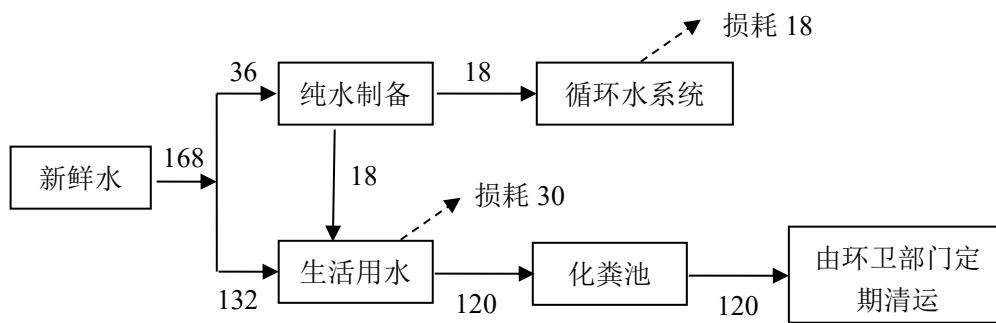 损耗 18
36
纯水制备
18
循环水系统
新鲜水
168
18
损耗 30
132
生活用水
120
化粪池
120
由环卫部门定
期清运